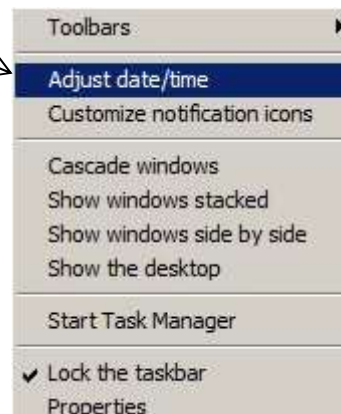 Toolbars
Adjust date/time
Customize notification icons
Cascade windows
Show windows stacked
Show windows side by side
Show the desktop
Start Task Manager
Lock the taskbar
Properties